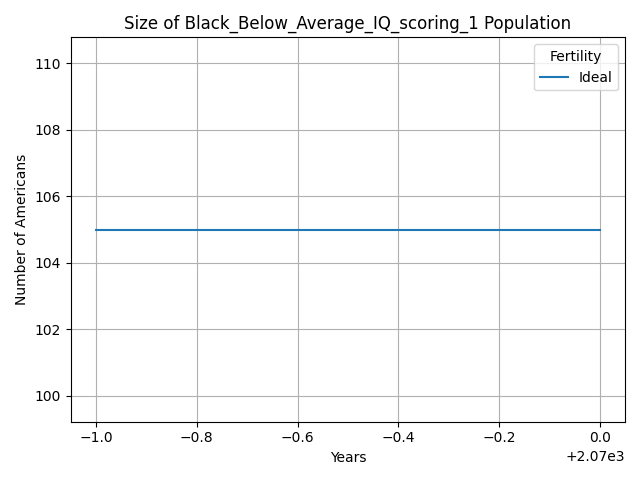 Size of Black_Below_Average_IQ_scoring_1 Population
Fertility
Ideal
Number of Americans
110
108
106
104
102
100
−1.0 −0.8 −0.6 −0.4 −0.2 0.0
Years
+2.07e3